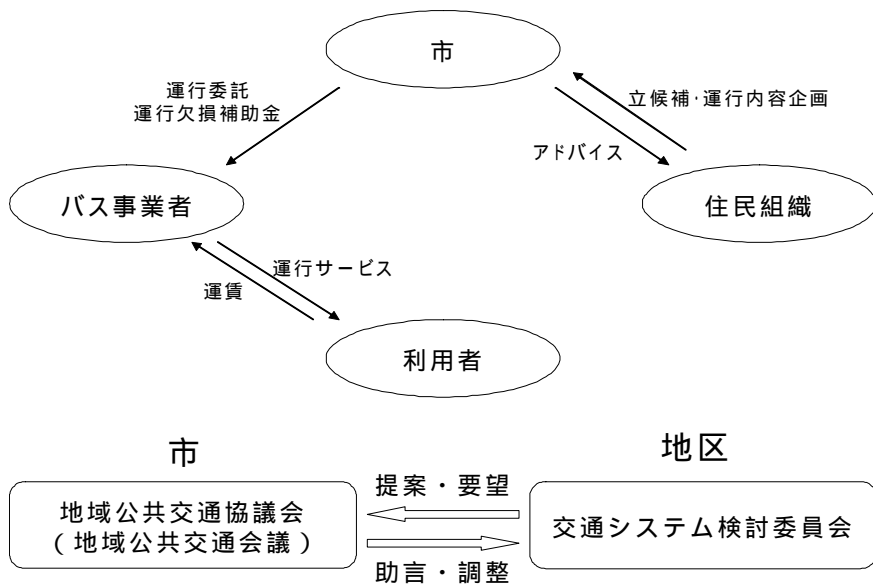 市
運行委託
運行欠損補助金
立候補・運行内容企画
アドバイス
バス事業者
住民組織
運行サービス
運賃
利用者
市
地区
提案・要望
地域公共交通協議会
(地域公共交通会議)
交通システム検討委員会
助言・調整